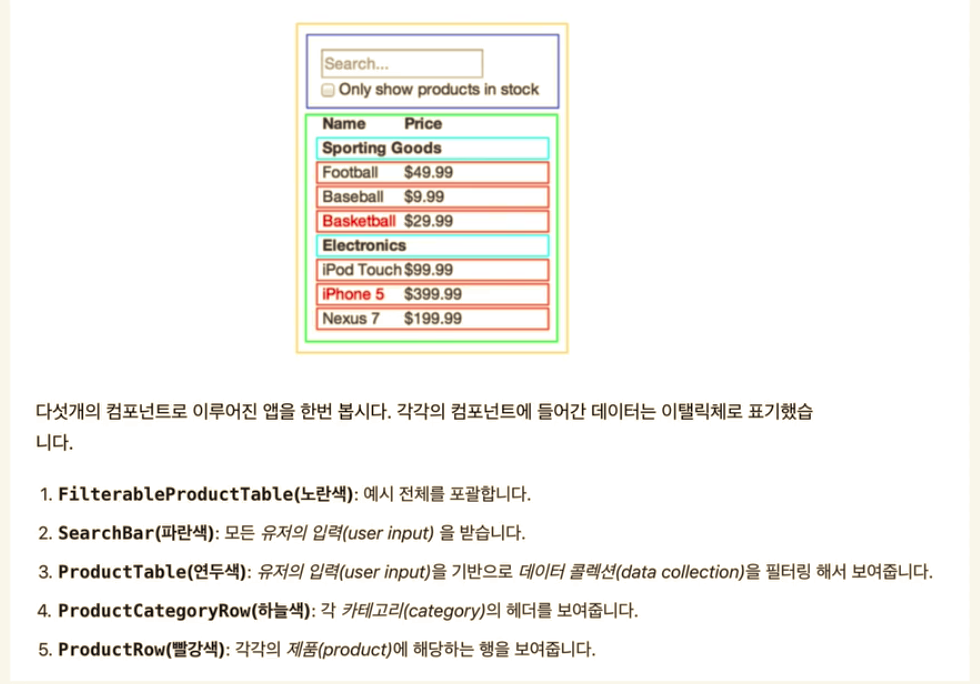 Search...
Only show products in stock
Name Price
Sporting Goods
Football $49.99
Baseball $9.99
Basketball $29.99
Electronics
iPod Touch $99.99
iPhone 5 $399.99
Nexus 7 $199.99
다섯개의 컴포넌트로 이루어진 앱을 한번 봅시다. 각각의 컴포넌트에 들어간 데이터는 이탤릭체로 표기했습
니다.
1. FilterableProductTable(노란색): 예시 전체를 포괄합니다.
2. SearchBar(파란색): 모든 유저의 입력(user input) 을 받습니다.
3. ProductTable(연두색): 유저의 입력(user input)을 기반으로 데이터 콜렉션(data collection)을 필터링 해서 보여줍니다.
4. ProductCategoryRow(하늘색): 각 카테고리(category)의 헤더를 보여줍니다.
5. ProductRow(빨강색): 각각의 제품(product)에 해당하는 행을 보여줍니다.